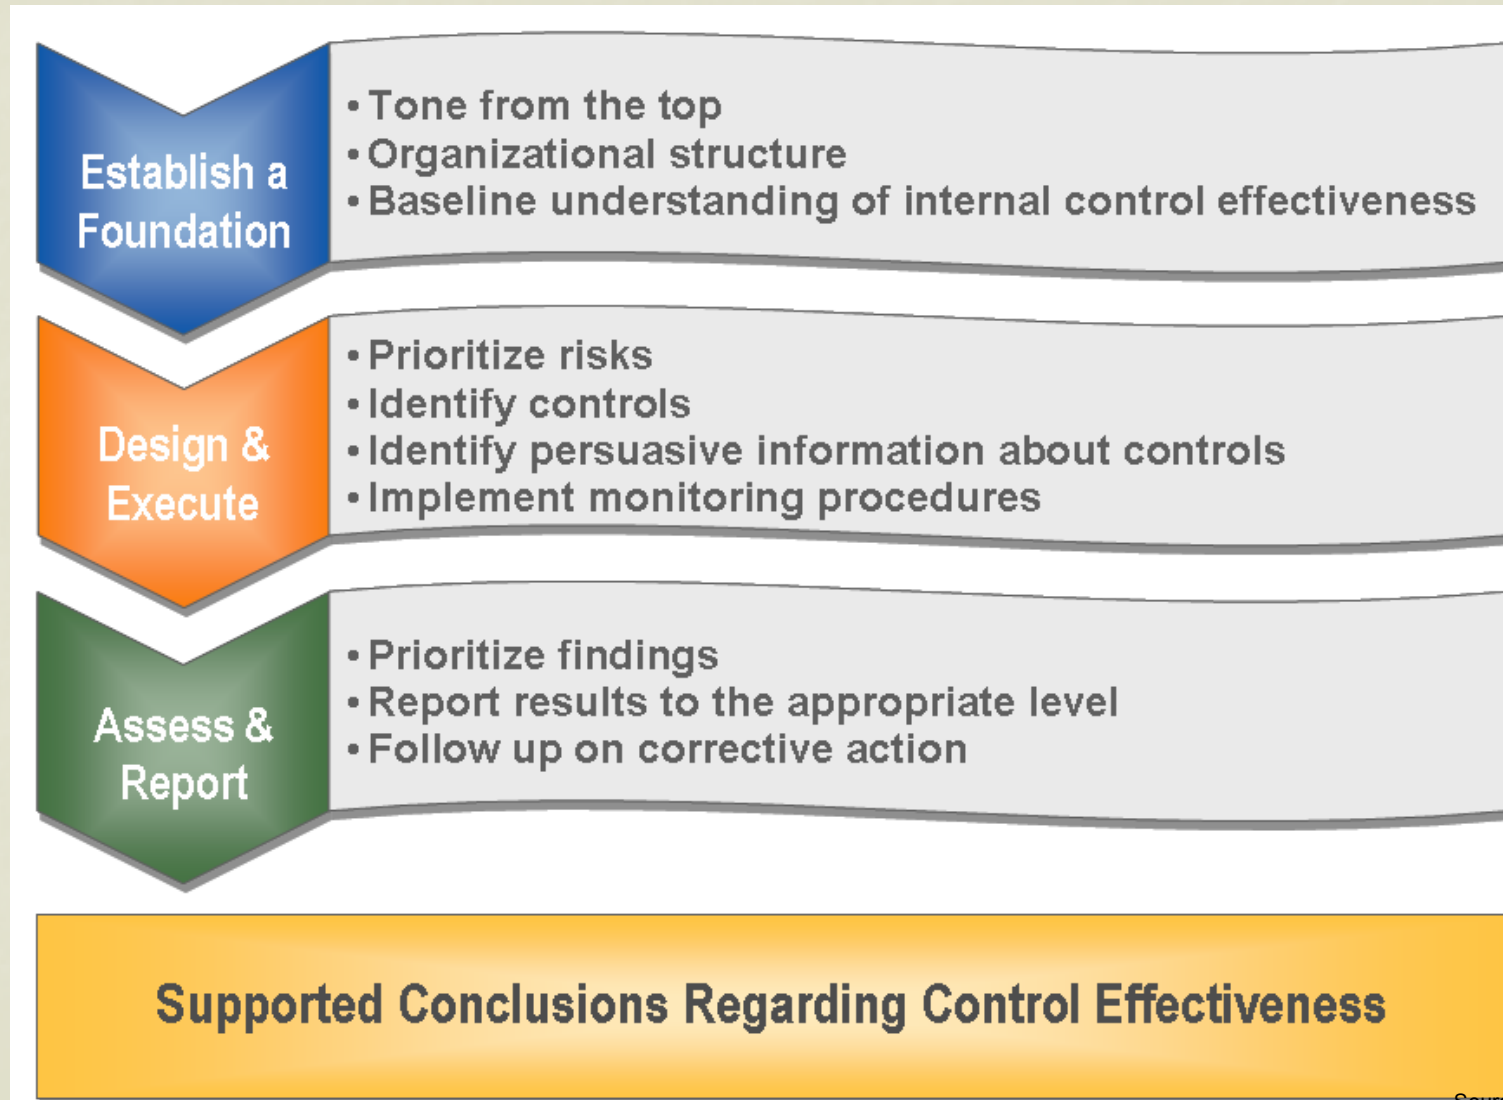 Establish a
Foundation
• Tone from the top
• Organizational structure
• Baseline understanding of internal control effectiveness
Design &
Execute
• Prioritize risks
• Identify controls
• Identify persuasive information about controls
• Implement monitoring procedures
Assess &
Report
• Prioritize findings
• Report results to the appropriate level
• Follow up on corrective action
Supported Conclusions Regarding Control Effectiveness